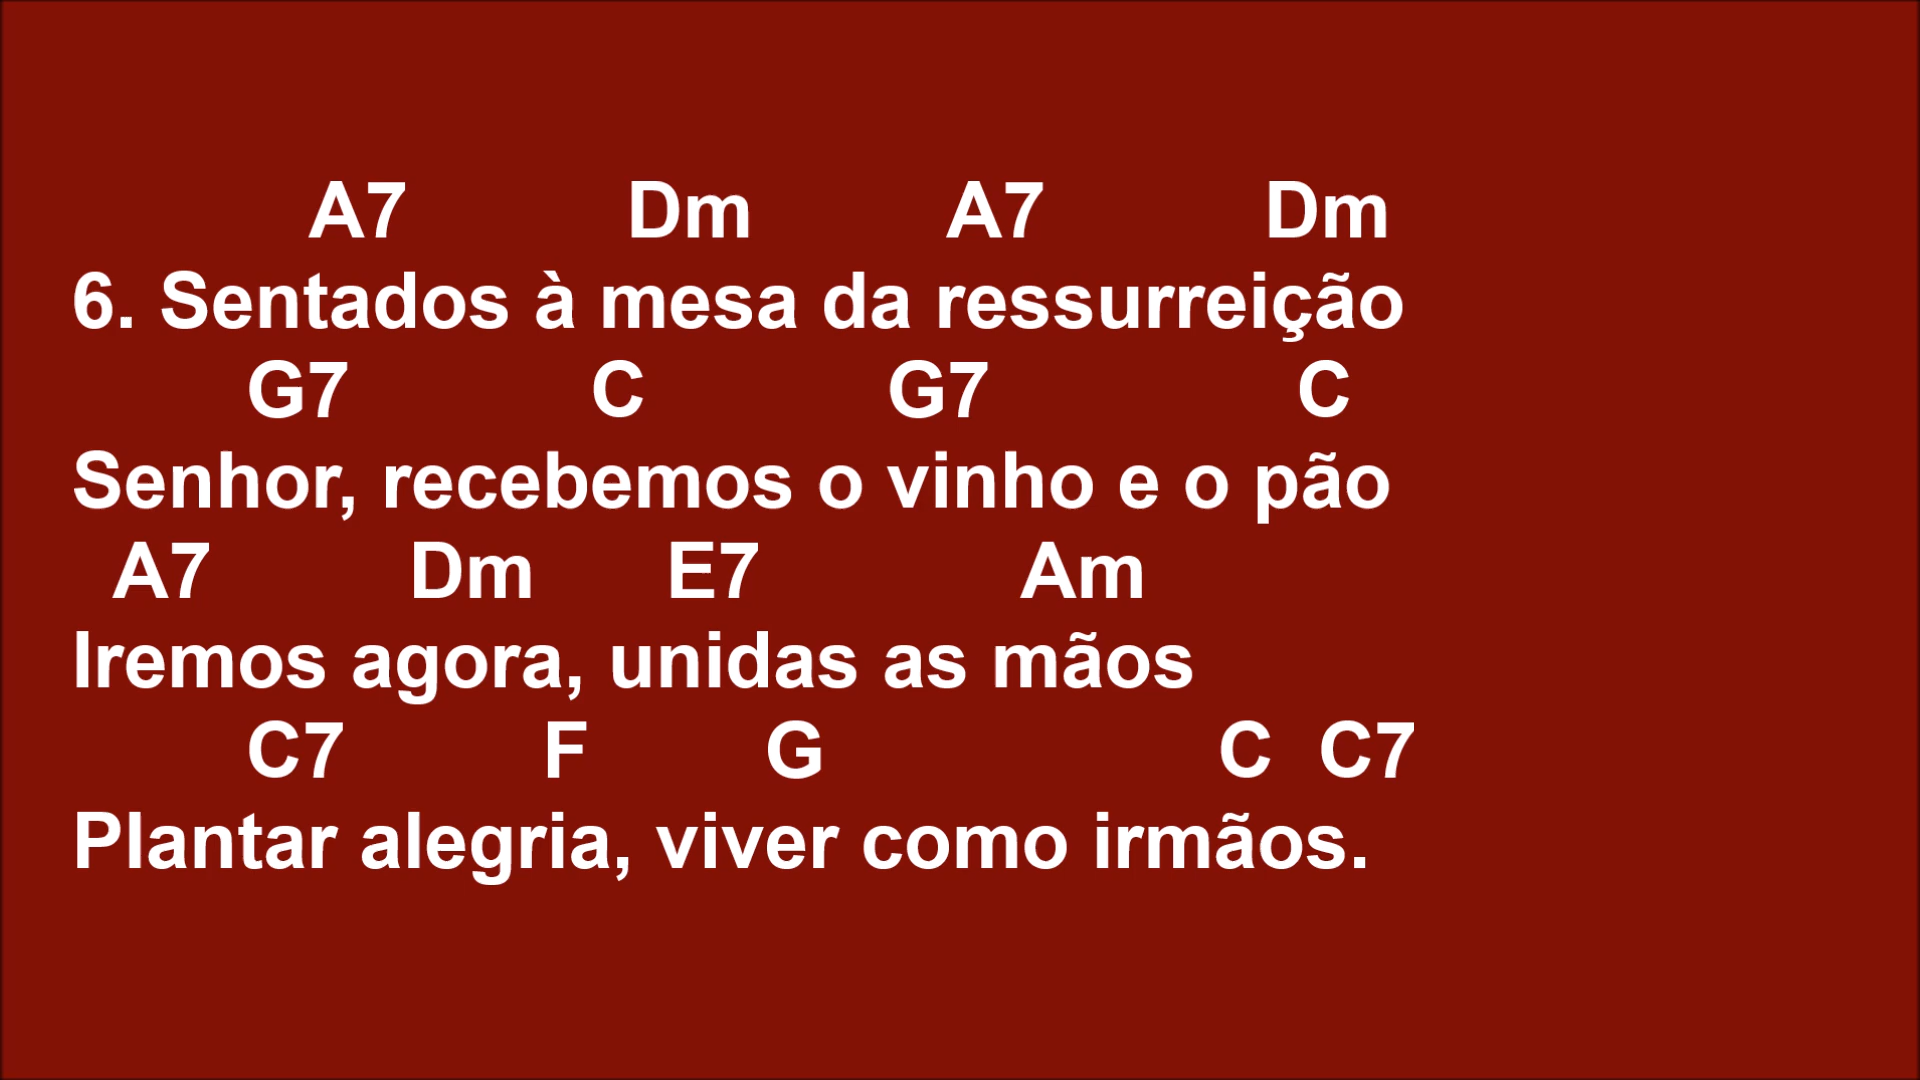 A7 Dm A7 Dm
6. Sentados à mesa da ressurreição
G7 C G7 C
Senhor, recebemos o vinho e o pão
A7 Dm E7 Am
Iremos agora, unidas as mãos
C7 F G C C7
Plantar alegria, viver como irmãos.